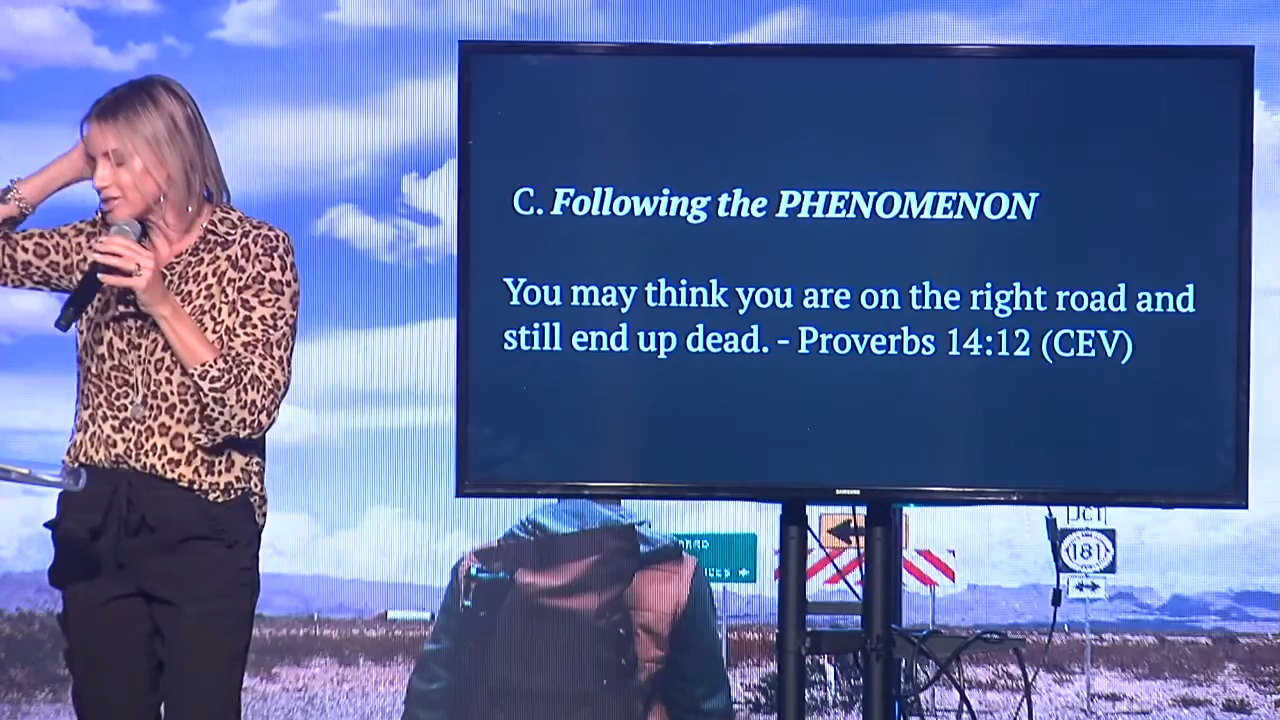 C. Following the PHENOMENON
You may think you are on the right road and
still end up dead. - Proverbs 14:12 (CEV)
SAMSUNG
JCT
181